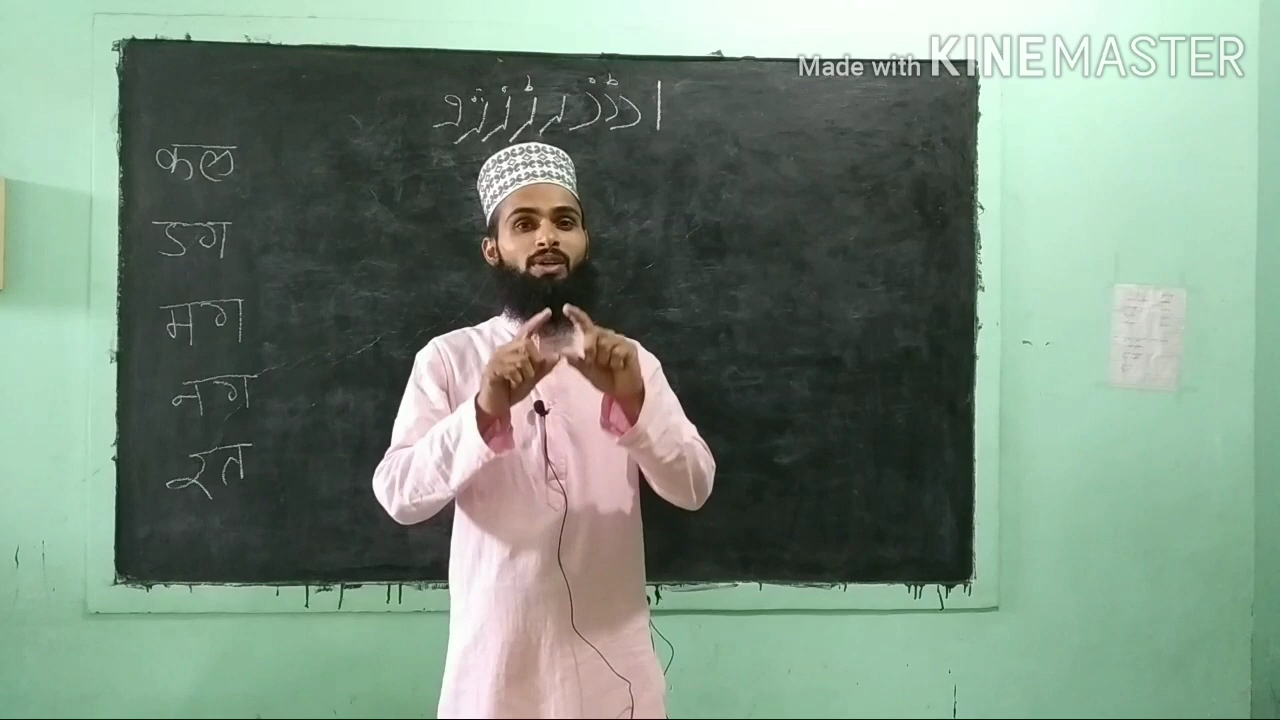 Made with KINEMASTER
ا د ڈ ذ ر ڑ ز ژ و
कल
डग
मग
नग
रत